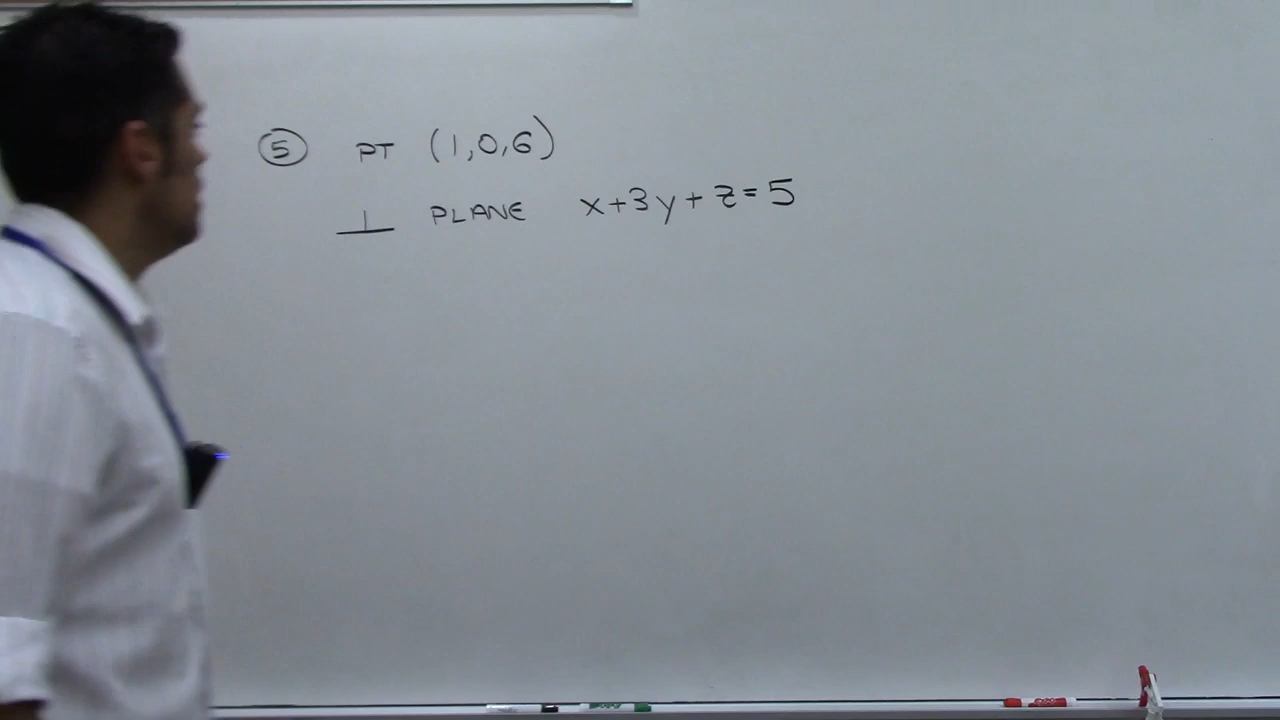 ⑤ PT (1,0,6)
⊥ PLANE x+3y+z=5